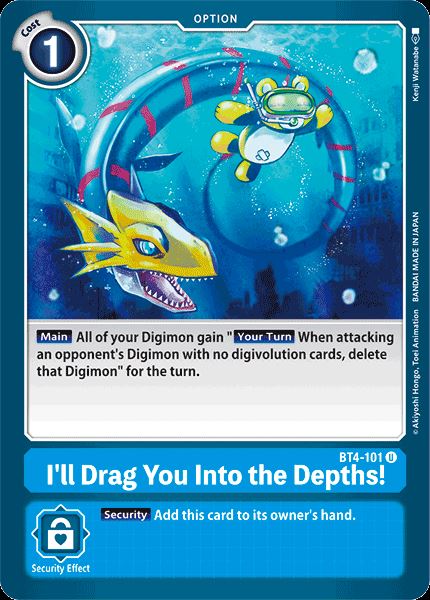 OPTION
Cost
1
Kenji Watanabe
Main All of your Digimon gain "Your Turn When attacking
an opponent's Digimon with no digivolution cards, delete
that Digimon" for the turn.
©Akiyoshi Hongo, Toei Animation BANDAI MADE IN JAPAN
BT4-101 U
I'll Drag You Into the Depths!
Security Add this card to its owner's hand.
Security Effect